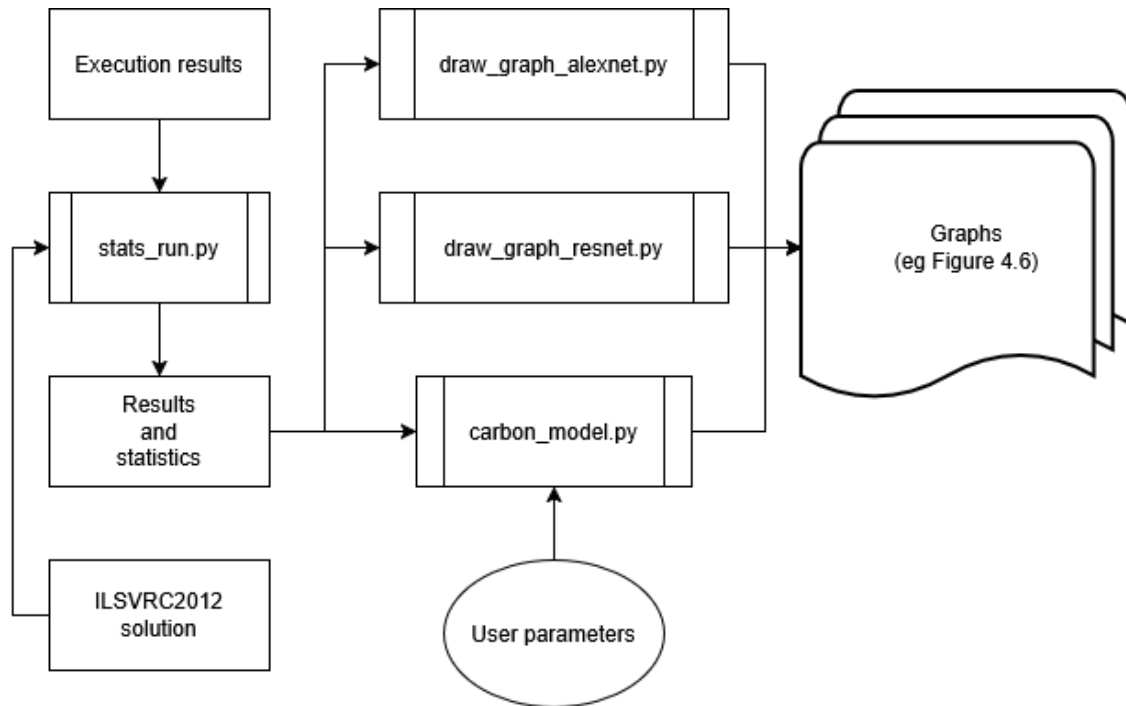 Execution results
draw_graph_alexnet.py
stats_run.py
draw_graph_resnet.py
Graphs
(eg Figure 4.6)
Results
and
statistics
carbon_model.py
ILSVRC2012
solution
User parameters